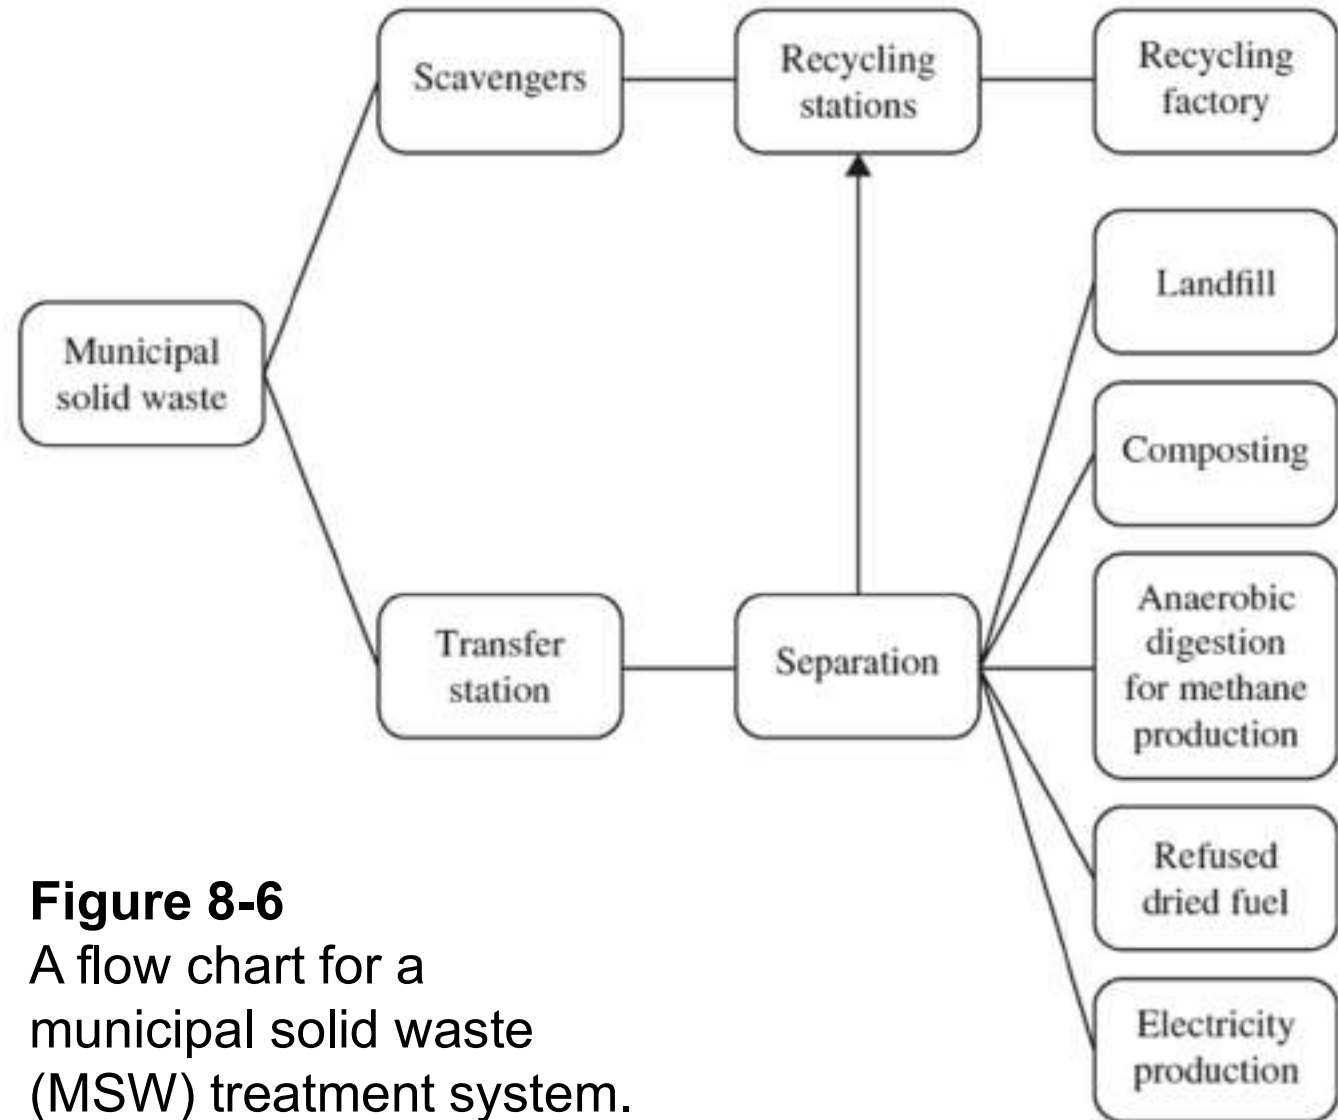 Scavengers
Recycling
stations
Recycling
factory
Landfill
Municipal
solid waste
Composting
Anaerobic
digestion
for methane
production
Transfer
station
Separation
Refused
dried fuel
Electricity
production
Figure 8-6
A flow chart for a
municipal solid waste
(MSW) treatment system.